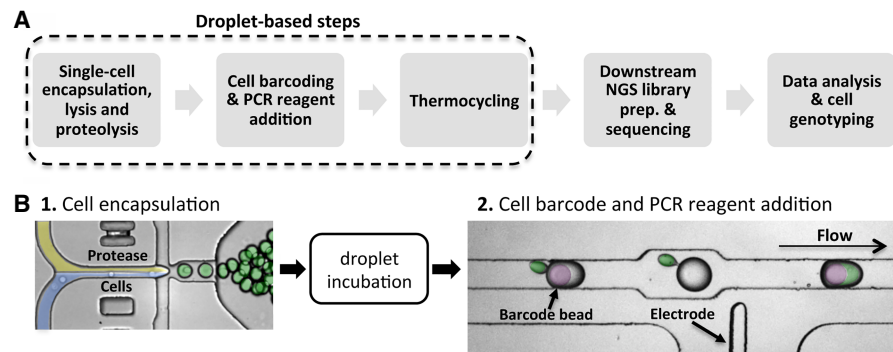 A
Droplet-based steps
Single-cell
encapsulation,
lysis and
proteolysis
Cell barcoding
& PCR reagent
addition
Thermocycling
Downstream
NGS library
prep. &
sequencing
Data analysis
& cell
genotyping
B 1. Cell encapsulation
Protease
Cells
droplet
incubation
2. Cell barcode and PCR reagent addition
Flow
Barcode bead
Electrode